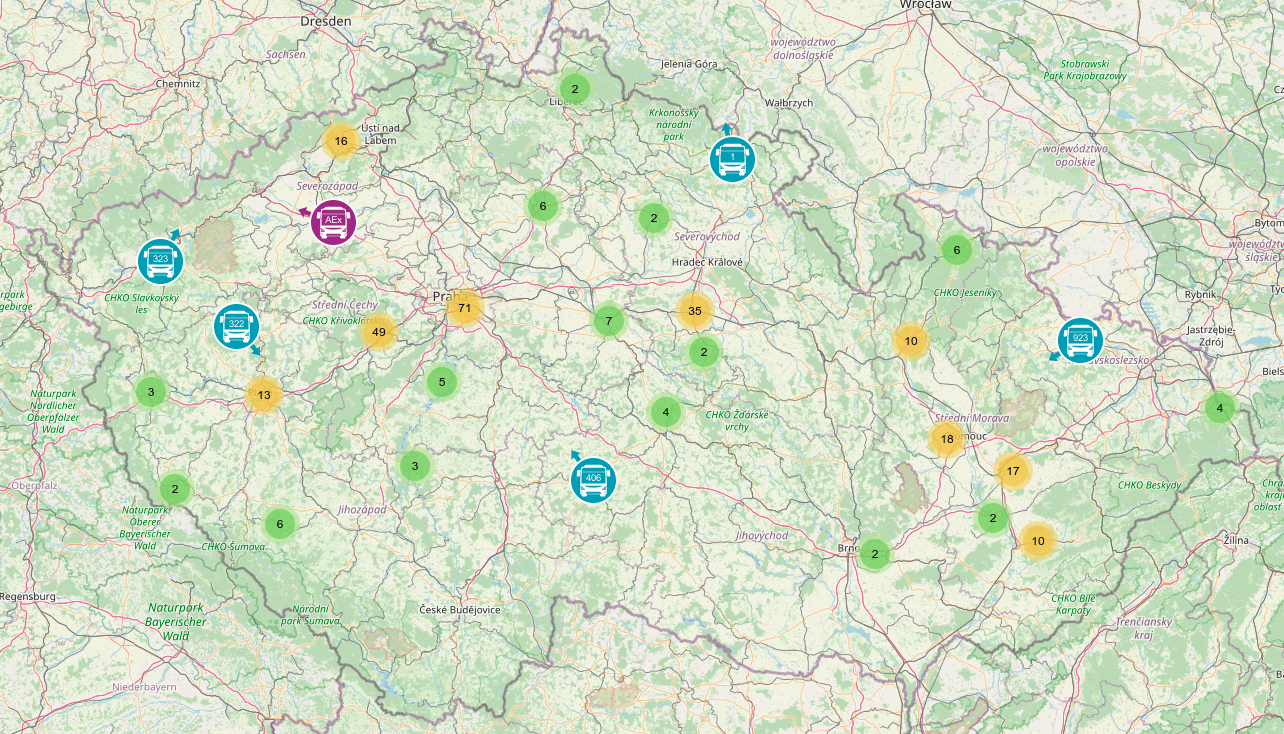 Wrocław
Dresden
Sachsen
województwo
dolnośląskie
Jelenia Góra
Stobrawski
Park Krajobrazowy
Chemnitz
2
Wałbrzych
Krkonošský
národní
park
16
Ústí nad
Labem
1
województwo
opolskie
Severozápad
6
2
AEx
Severovýchod
Bytom
województwo
śląskie
6
323
Hradec Králové
CHKO Slavkovský
les
CHKO Jeseníky
Rybnik
Střední Čechy
Praha
71
CHKO Křivoklátsko
49
7
35
322
Jastrzębie-
Zdrój
10
923
2
3
13
5
Naturpark
Nördlicher
Oberpfälzer
Wald
4
CHKO Žďárské
vrchy
4
Střední Morava
18
3
17
406
CHKO Beskydy
Oberpfalz
2
Naturpark
Oberer
Bayerischer
Wald
Jihozápad
6
2
CHKO Šumava
Jihovýchod
Brno
2
10
Žilina
Regensburg
Naturpark
Bayerischer
Wald
Národní
park Šumava
České Budějovice
CHKO Bílé
Karpaty
Trenčiansky
kraj
Niederbayern